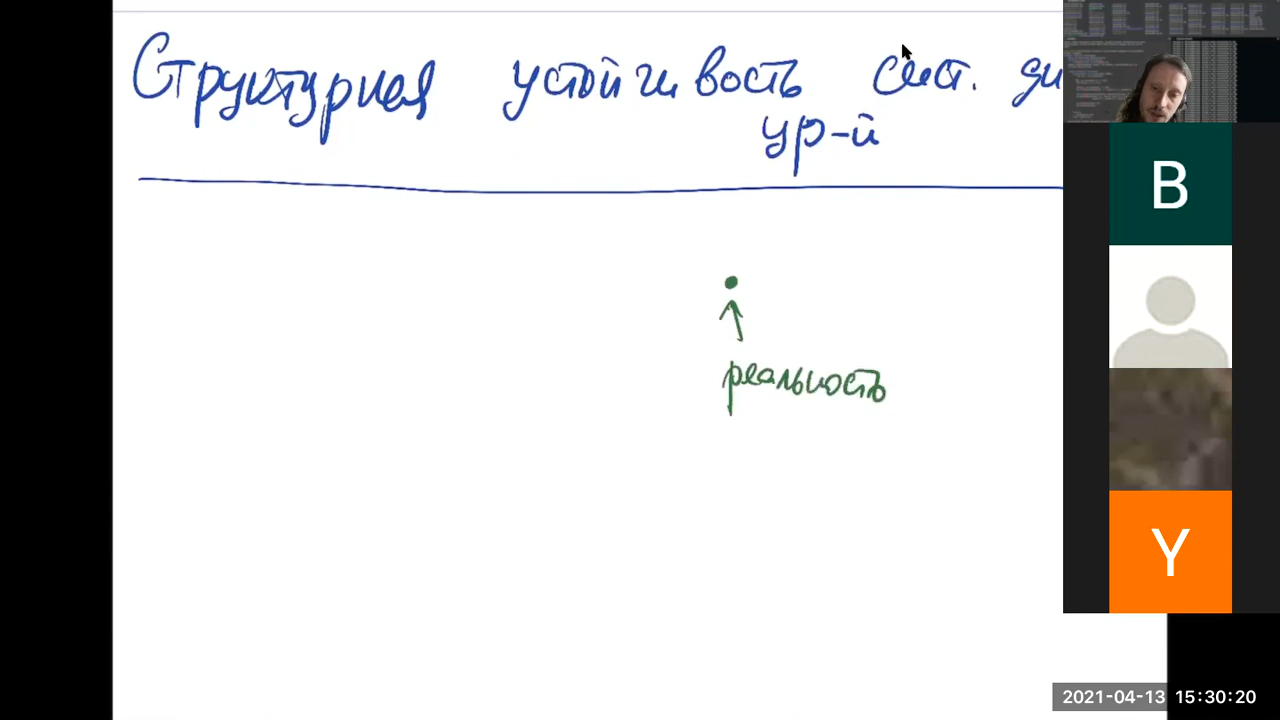 Структурная устойчивость сист. ди
ур-й
реальность
B
Y
2021-04-13 15:30:20